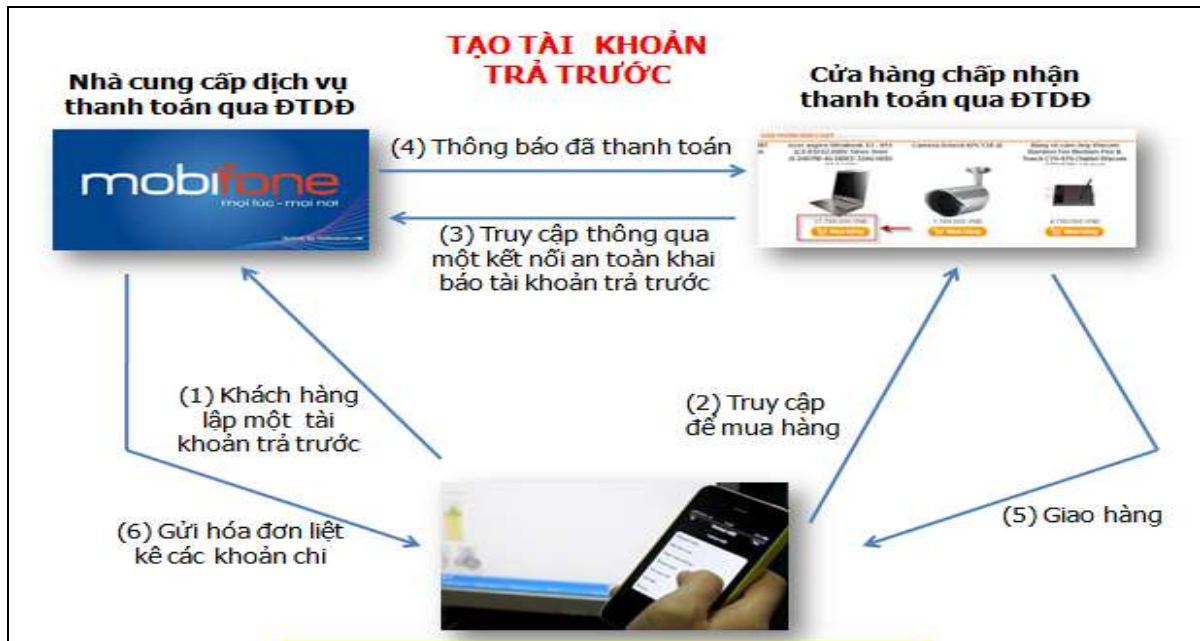 TẠO TÀI KHOẢN
TRẢ TRƯỚC
Nhà cung cấp dịch vụ
thanh toán qua ĐTDĐ
Cửa hàng chấp nhận
thanh toán qua ĐTDĐ
mobifone
mọi lúc - mọi nơi
(4) Thông báo đã thanh toán
(3) Truy cập thông qua
một kết nối an toàn khai
báo tài khoản trả trước
(1) Khách hàng
lập một tài
khoản trả trước
(2) Truy cập
để mua hàng
(6) Gửi hóa đơn liệt
kê các khoản chi
(5) Giao hàng